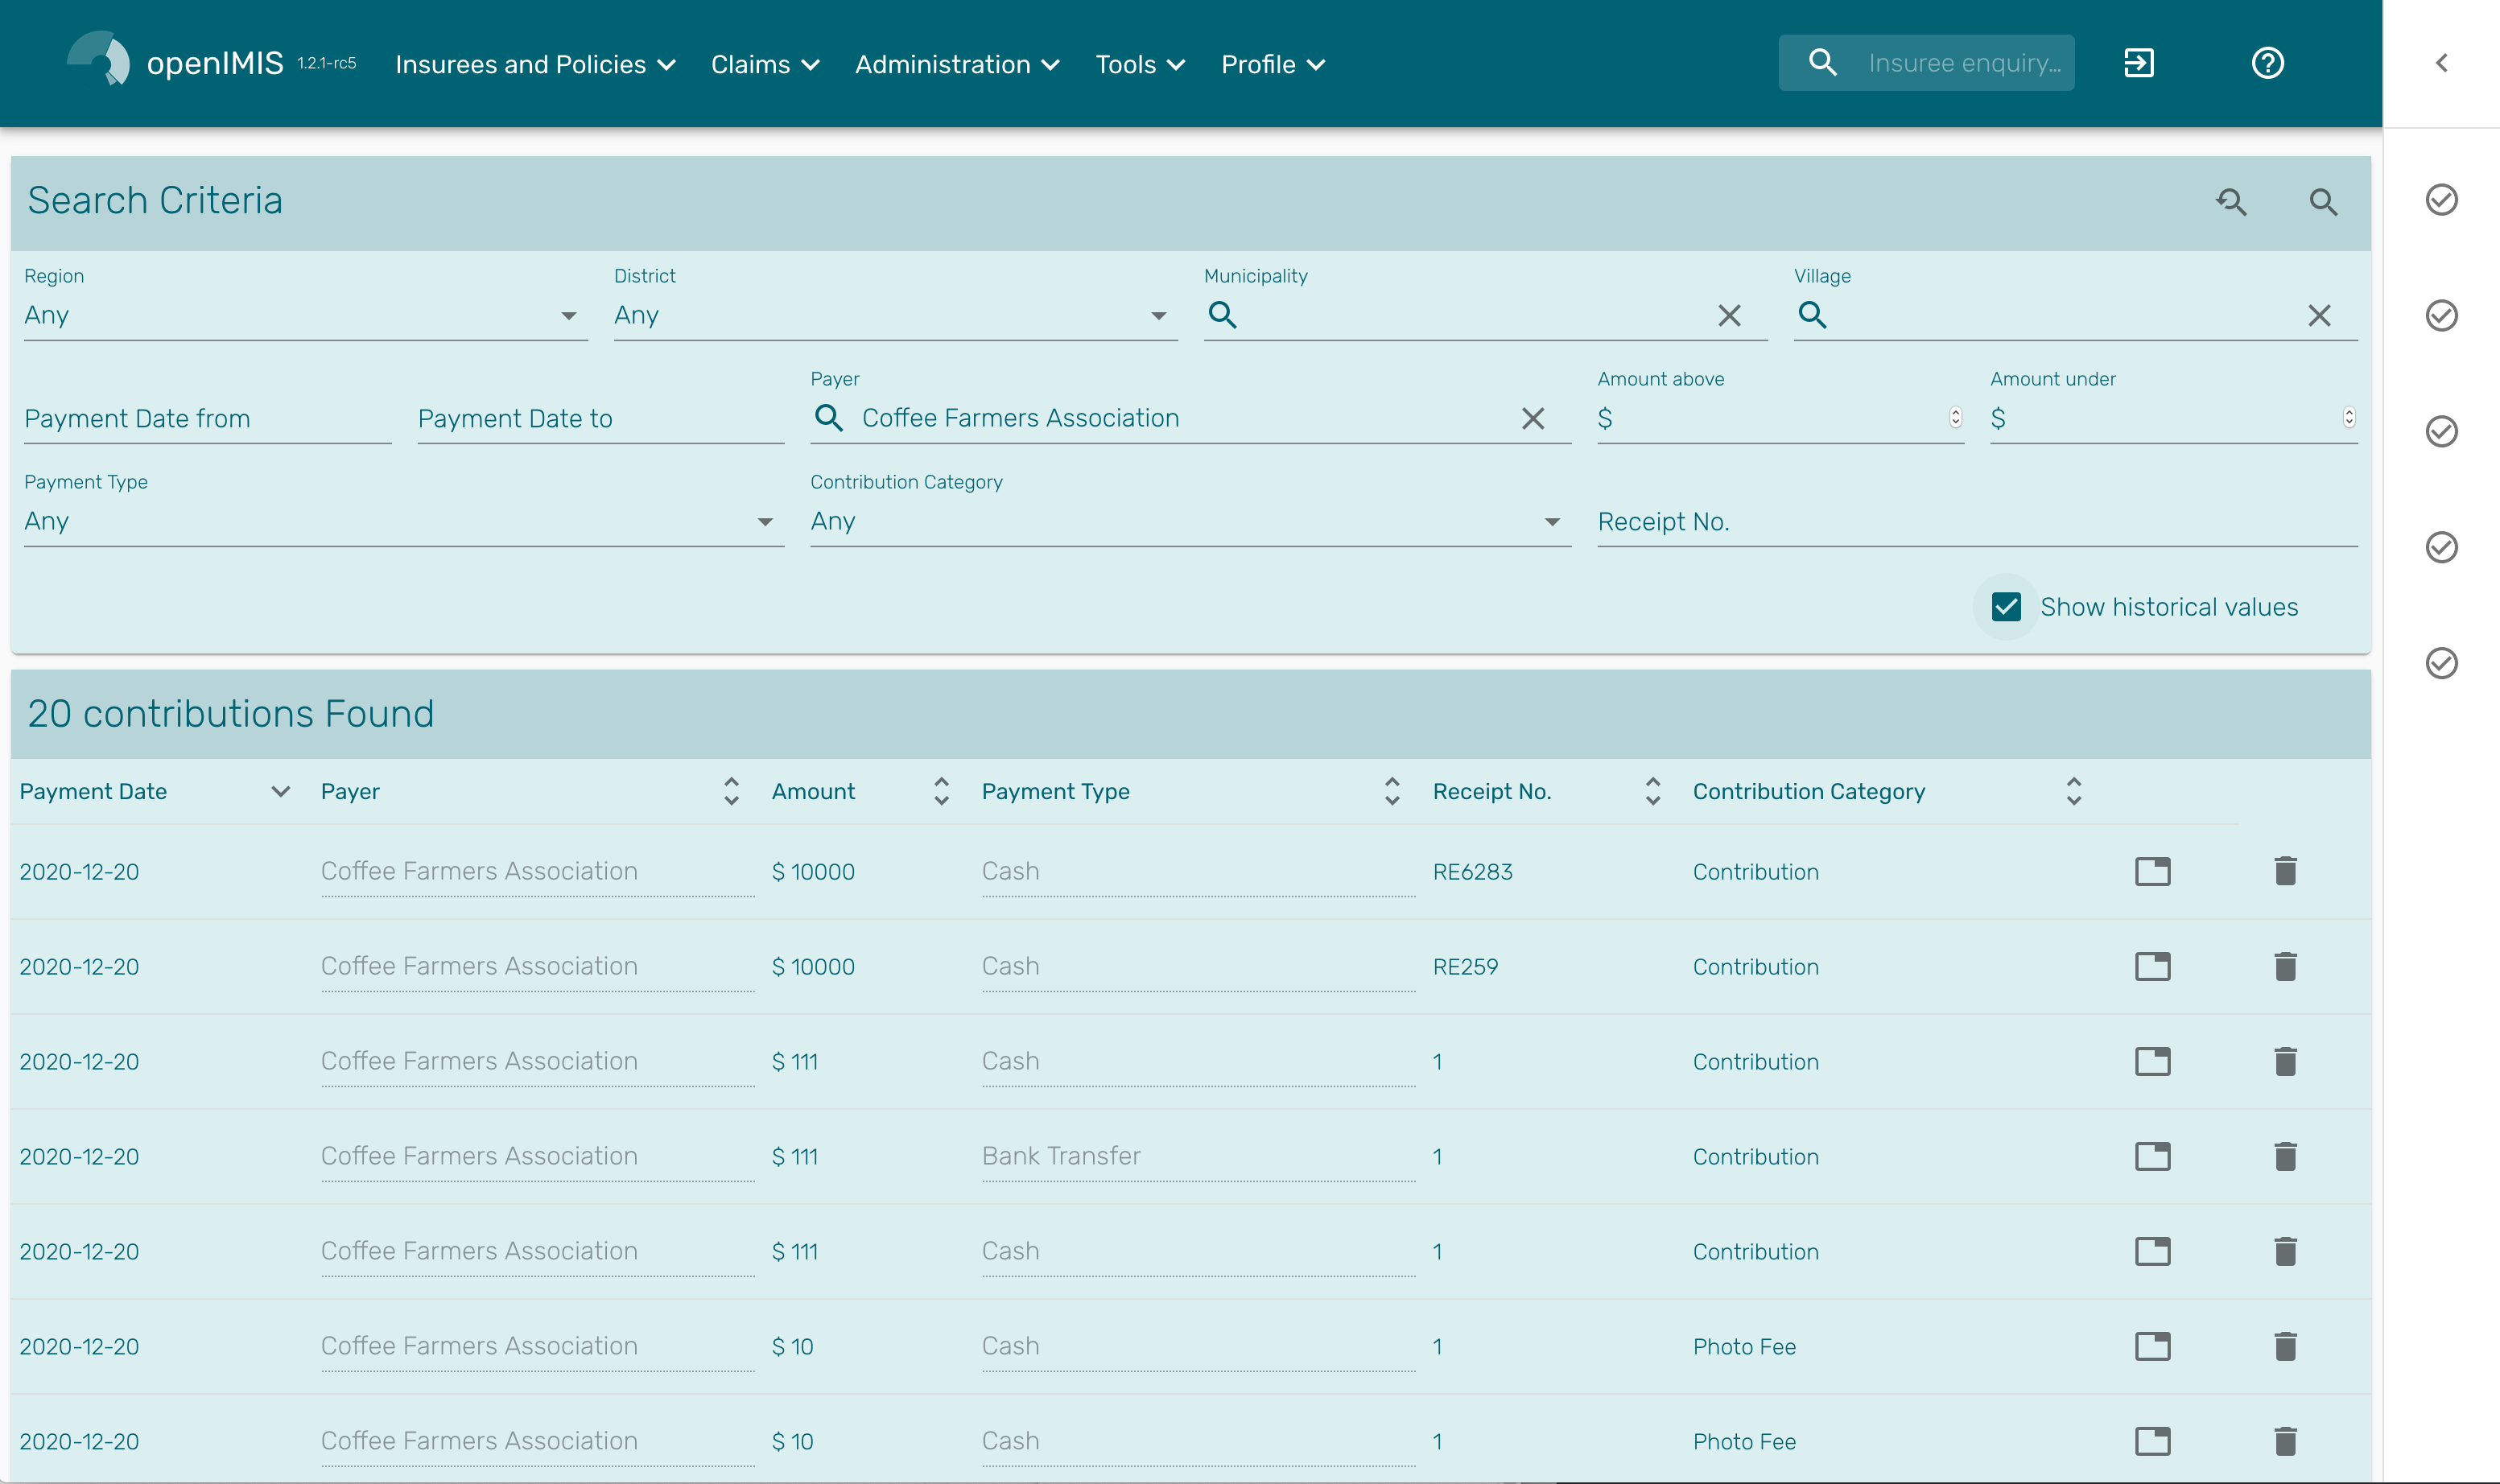 openIMIS 1.2.1-rc5 Insurees and Policies Claims Administration Tools Profile Insuree enquiry...
Search Criteria
Region District Municipality Village
Any Any
Payer Amount above Amount under
Payment Date from Payment Date to Coffee Farmers Association $ $
Payment Type Contribution Category
Any Any Receipt No.
Show historical values
20 contributions Found
Payment Date Payer Amount Payment Type Receipt No. Contribution Category
2020-12-20 Coffee Farmers Association $ 10000 Cash RE6283 Contribution
2020-12-20 Coffee Farmers Association $ 10000 Cash RE259 Contribution
2020-12-20 Coffee Farmers Association $ 111 Cash 1 Contribution
2020-12-20 Coffee Farmers Association $ 111 Bank Transfer 1 Contribution
2020-12-20 Coffee Farmers Association $ 111 Cash 1 Contribution
2020-12-20 Coffee Farmers Association $ 10 Cash 1 Photo Fee
2020-12-20 Coffee Farmers Association $ 10 Cash 1 Photo Fee